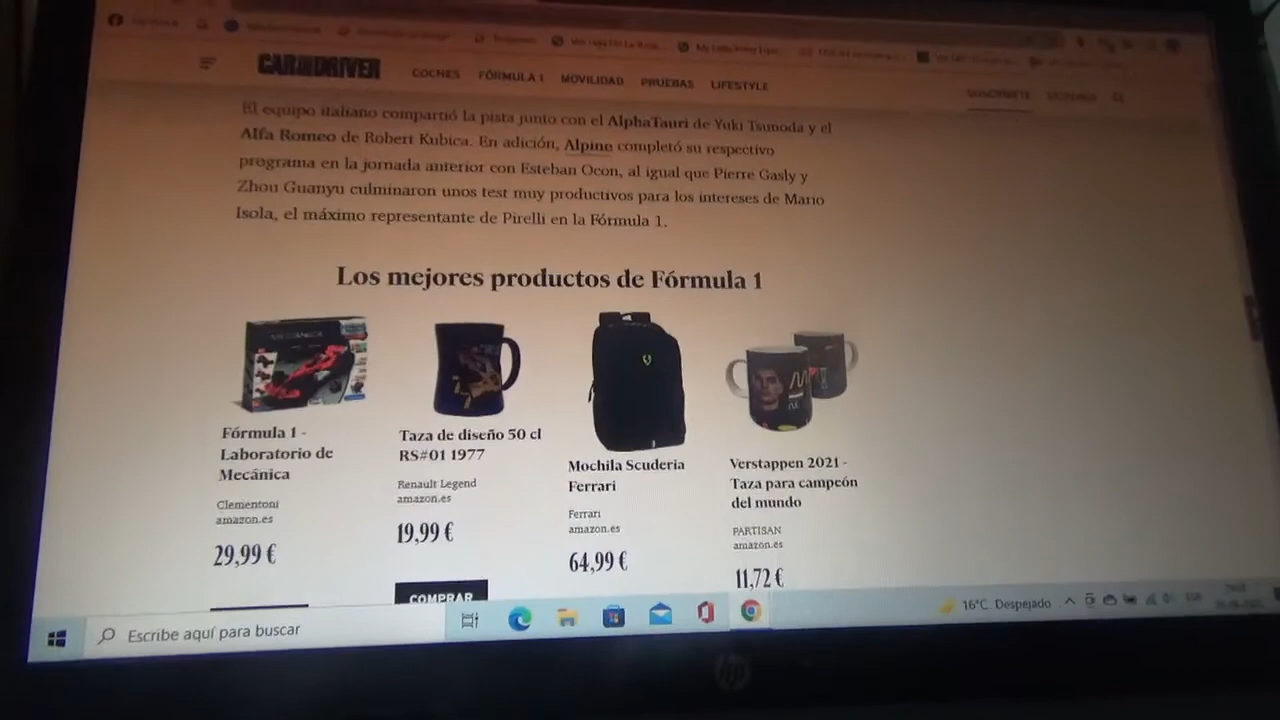 CAR AND DRIVER
COCHES FÓRMULA 1 MOVILIDAD PRUEBAS LIFESTYLE
SUSCRÍBETE
El equipo italiano compartió la pista junto con el AlphaTauri de Yuki Tsunoda y el
Alfa Romeo de Robert Kubica. En adición, Alpine completó su respectivo
programa en la jornada anterior con Esteban Ocon, al igual que Pierre Gasly y
Zhou Guanyu culminaron unos test muy productivos para los intereses de Mario
Isola, el máximo representante de Pirelli en la Fórmula 1.
Los mejores productos de Fórmula 1
MECÁNICA
Fórmula 1 -
Laboratorio de
Mecánica
Clementoni
amazon.es
29,99 €
Taza de diseño 50 cl
RS#01 1977
Renault Legend
amazon.es
19,99 €
COMPRAR
Mochila Scuderia
Ferrari
Ferrari
amazon.es
64,99 €
Verstappen 2021 -
Taza para campeón
del mundo
PARTISAN
amazon.es
11,72 €
Escribe aquí para buscar
16°C Despejado
ESP
hp